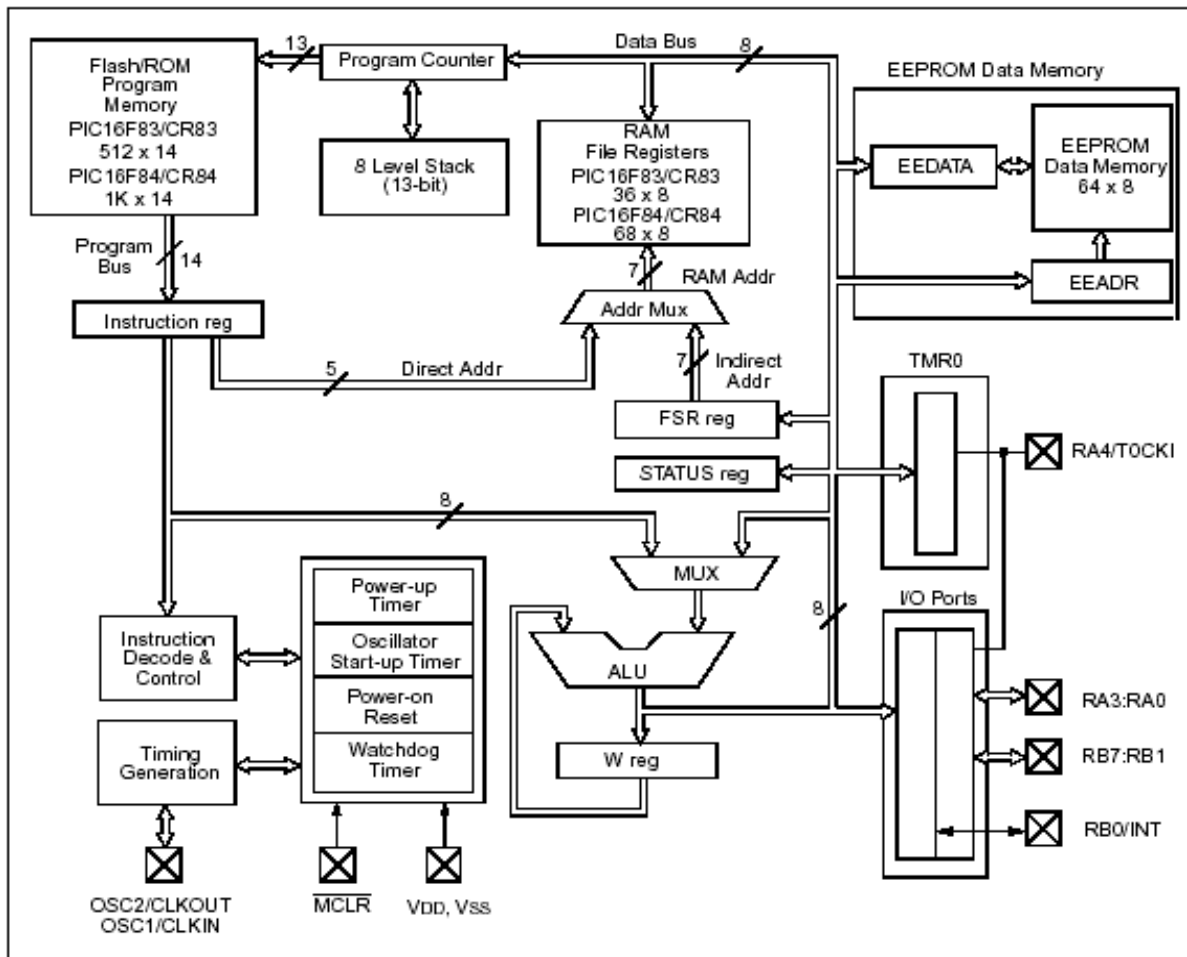 Flash/ROM
Program
Memory
PIC16F83/CR83
512 x 14
PIC16F84/CR84
1K x 14
13
Program Counter
8 Level Stack
(13-bit)
Data Bus
8
RAM
File Registers
PIC16F83/CR83
36 x 8
PIC16F84/CR84
68 x 8
EEPROM Data Memory
EEDATA
EEPROM
Data Memory
64 x 8
EEADR
Program
Bus
14
7
RAM Addr
Addr Mux
Instruction reg
5
Direct Addr
7
Indirect
Addr
FSR reg
STATUS reg
TMR0
RA4/T0CKI
8
MUX
8
I/O Ports
Power-up
Timer
Oscillator
Start-up Timer
Power-on
Reset
Watchdog
Timer
Instruction
Decode &
Control
Timing
Generation
ALU
W reg
RA3:RA0
RB7:RB1
RB0/INT
OSC2/CLKOUT
OSC1/CLKIN
MCLR
VDD, VSS